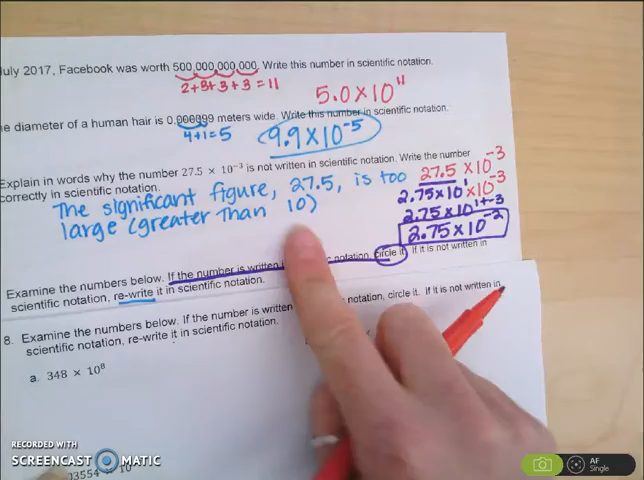 July 2017, Facebook was worth 500,000,000,000. Write this number in scientific notation.
2+3+3+3=11
5.0×10¹¹
diameter of a human hair is 0.000099 meters wide. Write this number in scientific notation.
4+1=5
9.9×10⁻⁵
Explain in words why the number 27.5 × 10⁻³ is not written in scientific notation. Write the number
correctly in scientific notation.
The significant figure, 27.5, is too
large (greater than 10)
27.5 ×10⁻³
2.75×10¹ ×10⁻³
2.75×10¹⁺⁻³
2.75×10⁻²
Examine the numbers below. If the number is written notation, circle it. If it is not written in
scientific notation, re-write it in scientific notation.
8. Examine the numbers below. If the number is written notation, circle it. If it is not written in
scientific notation, re-write it in scientific notation.
a. 348 × 10⁸
RECORDED WITH
SCREENCAST MATIC
AF
Single